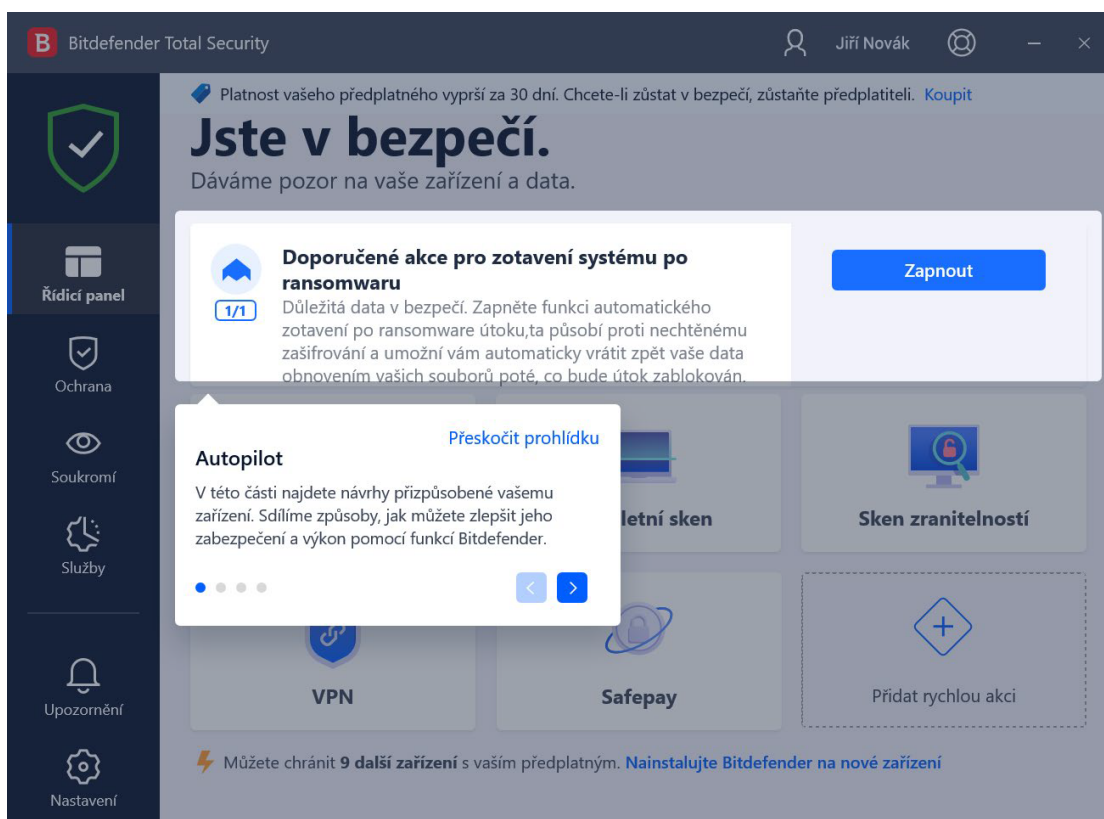 Bitdefender Total Security
Jiří Novák
Platnost vašeho předplatného vyprší za 30 dní. Chcete-li zůstat v bezpečí, zůstaňte předplatiteli. Koupit
Jste v bezpečí.
Dáváme pozor na vaše zařízení a data.
Řídicí panel
Ochrana
Soukromí
Služby
Upozornění
Nastavení
Doporučené akce pro zotavení systému po
ransomwaru
1/1
Důležitá data v bezpečí. Zapněte funkci automatického
zotavení po ransomware útoku,ta působí proti nechtěnému
zašifrování a umožní vám automaticky vrátit zpět vaše data
obnovením vašich souborů poté, co bude útok zablokován.
Zapnout
Přeskočit prohlídku
Autopilot
V této části najdete návrhy přizpůsobené vašemu
zařízení. Sdílíme způsoby, jak můžete zlepšit jeho
zabezpečení a výkon pomocí funkcí Bitdefender.
letní sken
Sken zranitelností
VPN
Safepay
Přidat rychlou akci
Můžete chránit 9 další zařízení s vaším předplatným. Nainstalujte Bitdefender na nové zařízení